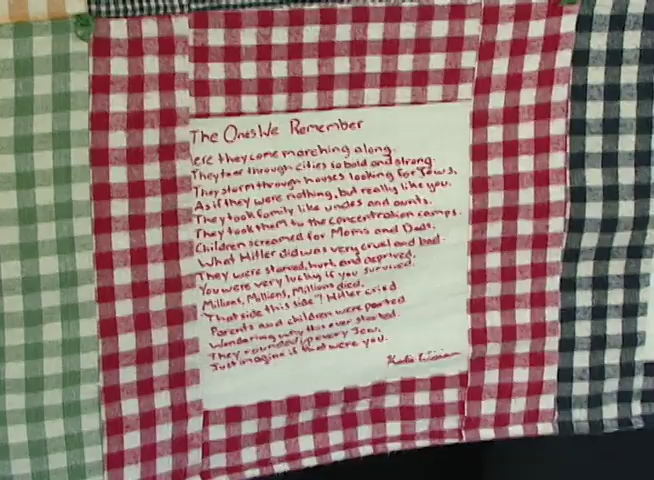 The Ones We Remember
ere they come marching along.
They tear through cities so bold and strong.
They storm through houses looking for Jews,
As if they were nothing, but really like you.
They took family like uncles and aunts.
They took them to the concentration camps.
Children screamed for Moms and Dads.
What Hitler did was very cruel and bad.
They were starved, hurt, and deprived.
You were very lucky if you survived.
Millions, Millions, Millions died.
"That side this side" Hitler cried
Parents and children were parted
Wondering why this ever started.
They rounded up every Jew.
Just imagine if that were you.